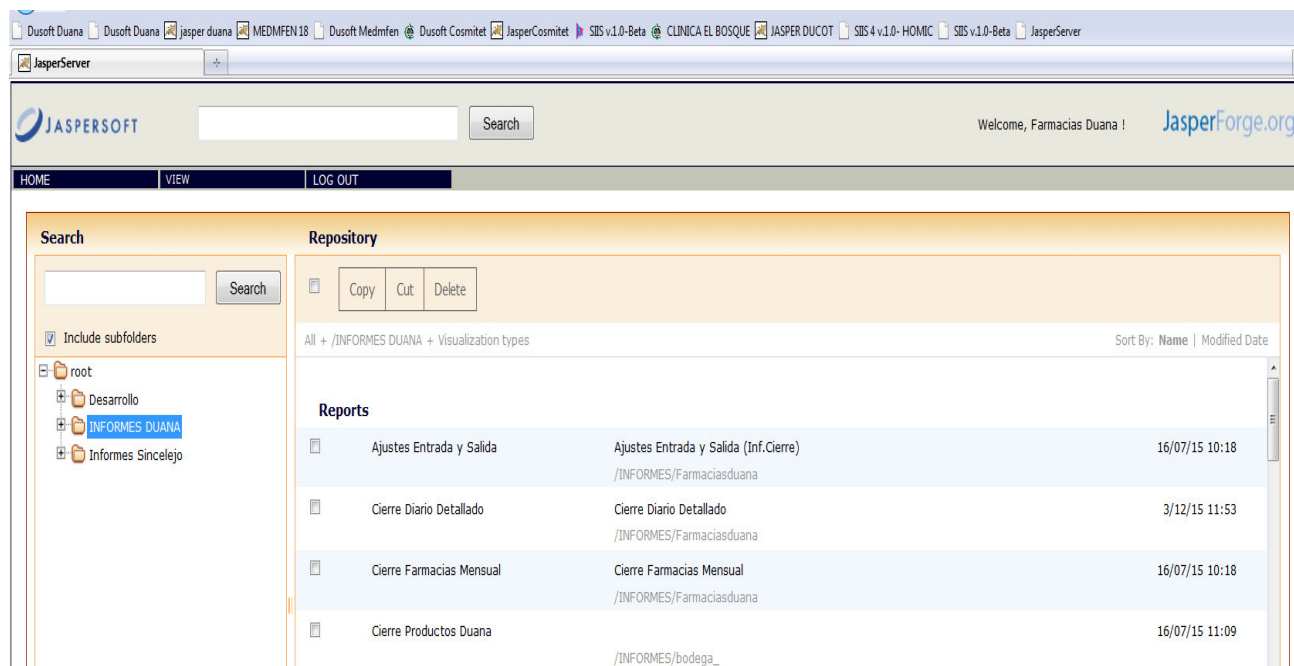 Dusoft Duana Dusoft Duana jasper duana MEDMFEN 18 Dusoft Medmfen Dusoft Cosmitet JasperCosmitet SIIS v.1.0-Beta CLINICA EL BOSQUE JASPER DUCOT SIIS 4 v.1.0- HOMIC SIIS v.1.0-Beta JasperServer
JasperServer
JASPERSOFT Search Welcome, Farmacias Duana ! JasperForge.org
HOME VIEW LOG OUT
Search Repository
Search Copy Cut Delete
Include subfolders All + /INFORMES DUANA + Visualization types Sort By: Name | Modified Date
root
Desarrollo
Reports
INFORMES DUANA
Informes Sincelejo Ajustes Entrada y Salida Ajustes Entrada y Salida (Inf.Cierre) 16/07/15 10:18
/INFORMES/Farmaciasduana
Cierre Diario Detallado Cierre Diario Detallado 3/12/15 11:53
/INFORMES/Farmaciasduana
Cierre Farmacias Mensual Cierre Farmacias Mensual 16/07/15 10:18
/INFORMES/Farmaciasduana
Cierre Productos Duana 16/07/15 11:09
/INFORMES/bodega_